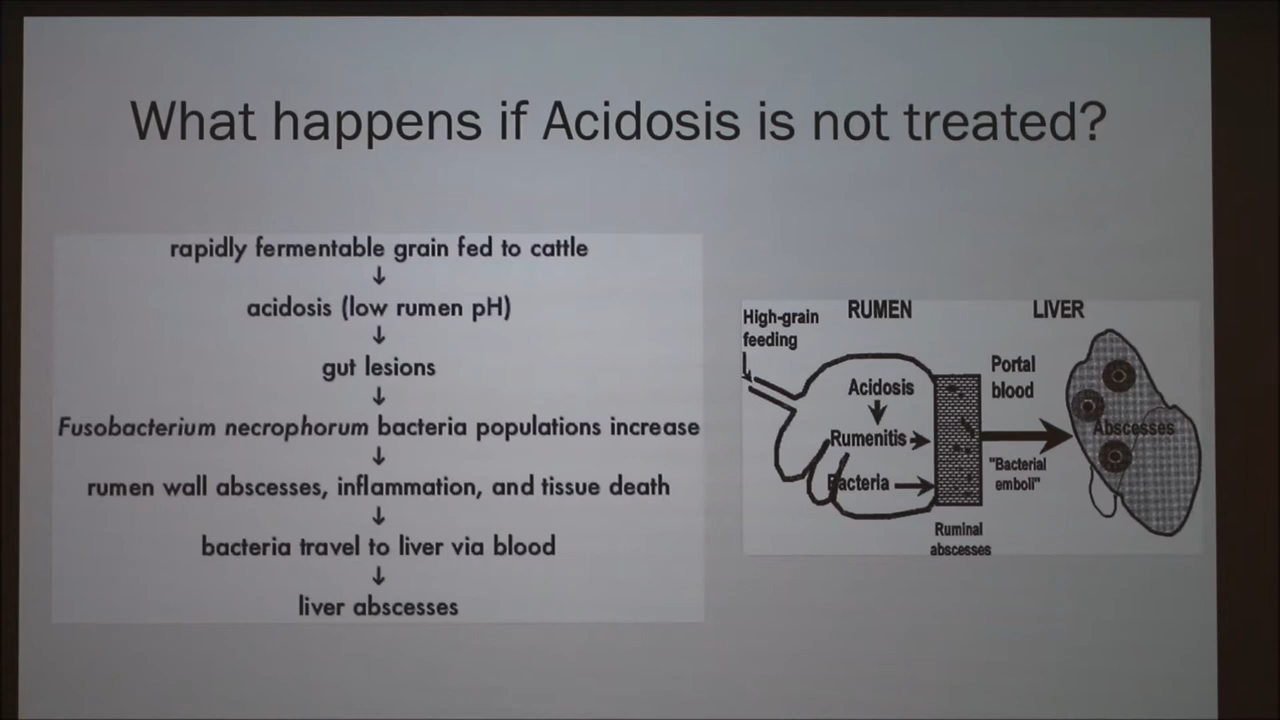 What happens if Acidosis is not treated?
rapidly fermentable grain fed to cattle
↓
acidosis (low rumen pH)
↓
gut lesions
↓
Fusobacterium necrophorum bacteria populations increase
↓
rumen wall abscesses, inflammation, and tissue death
↓
bacteria travel to liver via blood
↓
liver abscesses
High-grain
feeding
RUMEN
LIVER
Acidosis
Rumenitis
Bacteria
Portal
blood
"Bacterial
emboli"
Abscesses
Ruminal
abscesses